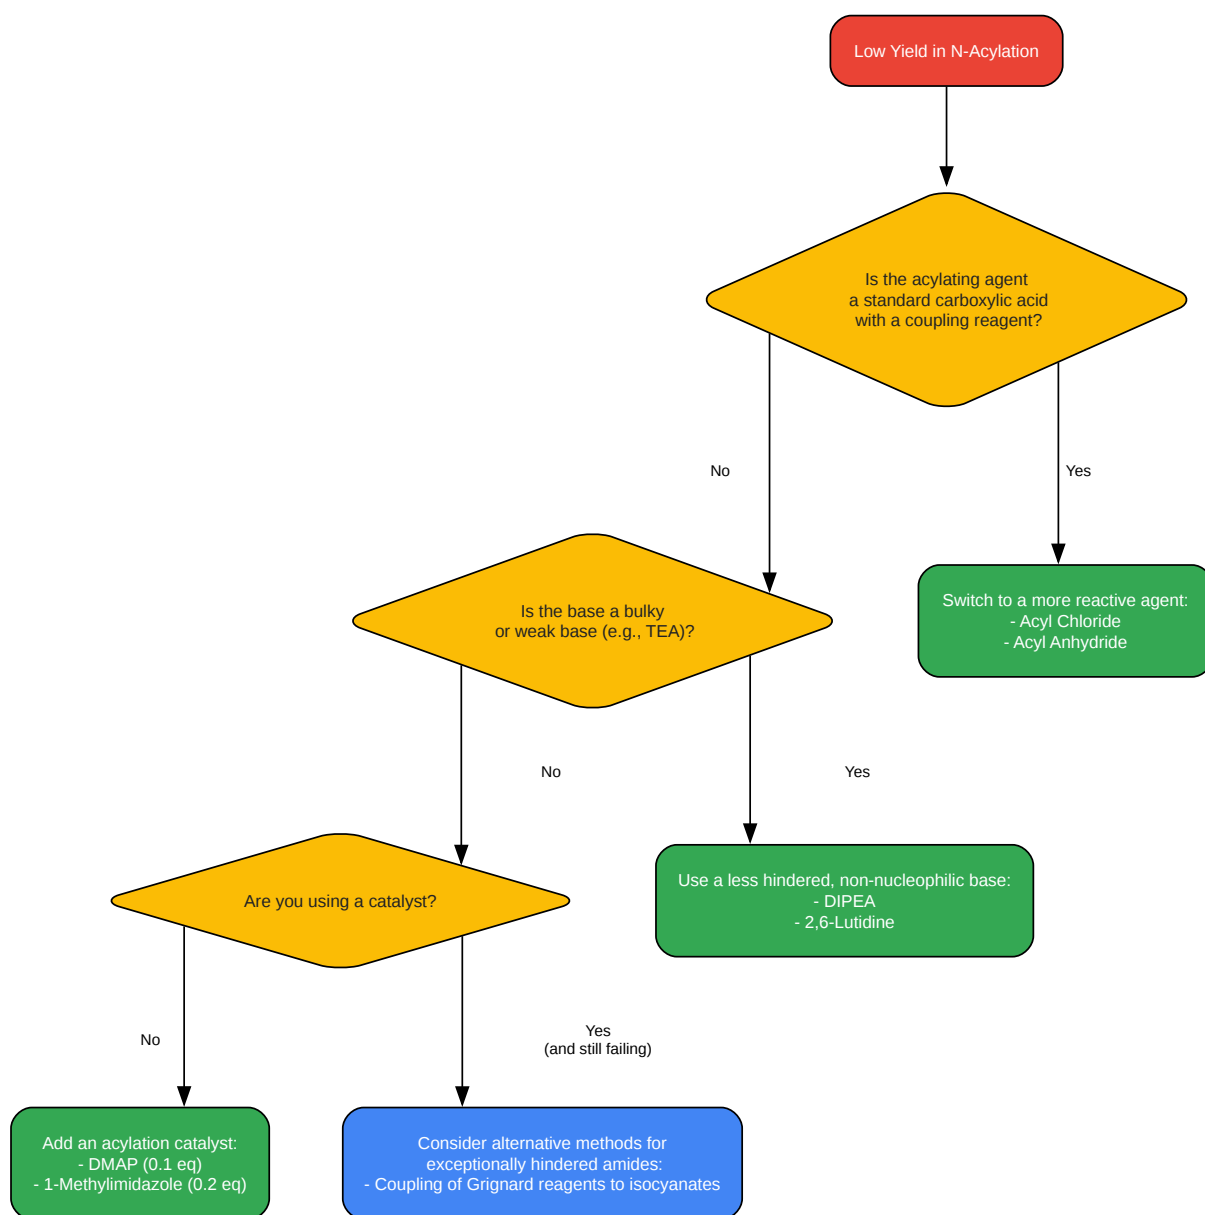 Low Yield in N-Acylation
Is the acylating agent
a standard carboxylic acid
with a coupling reagent?
No
Yes
Switch to a more reactive agent:
- Acyl Chloride
- Acyl Anhydride
Is the base a bulky
or weak base (e.g., TEA)?
No
Yes
Use a less hindered, non-nucleophilic base:
- DIPEA
- 2,6-Lutidine
Are you using a catalyst?
No
Yes
(and still failing)
Add an acylation catalyst:
- DMAP (0.1 eq)
- 1-Methylimidazole (0.2 eq)
Consider alternative methods for
exceptionally hindered amides:
- Coupling of Grignard reagents to isocyanates